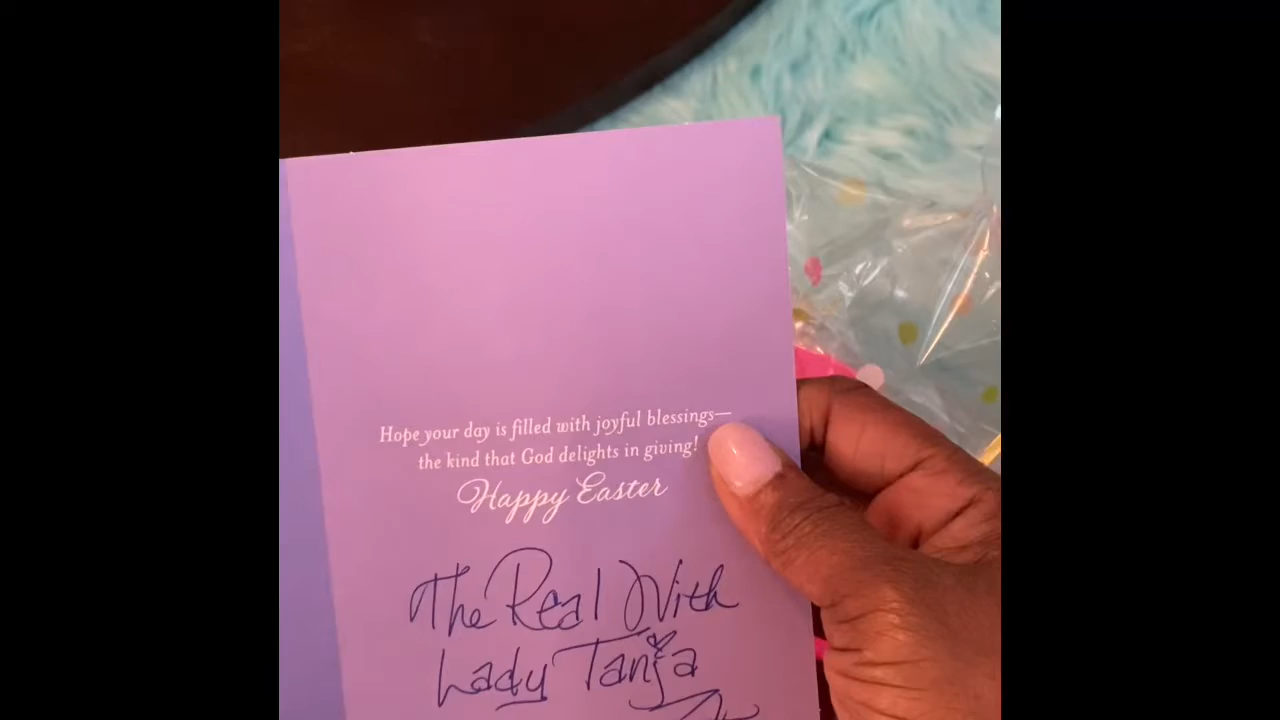 Hope your day is filled with joyful blessings—
the kind that God delights in giving!
Happy Easter
The Real With
Lady Tanja